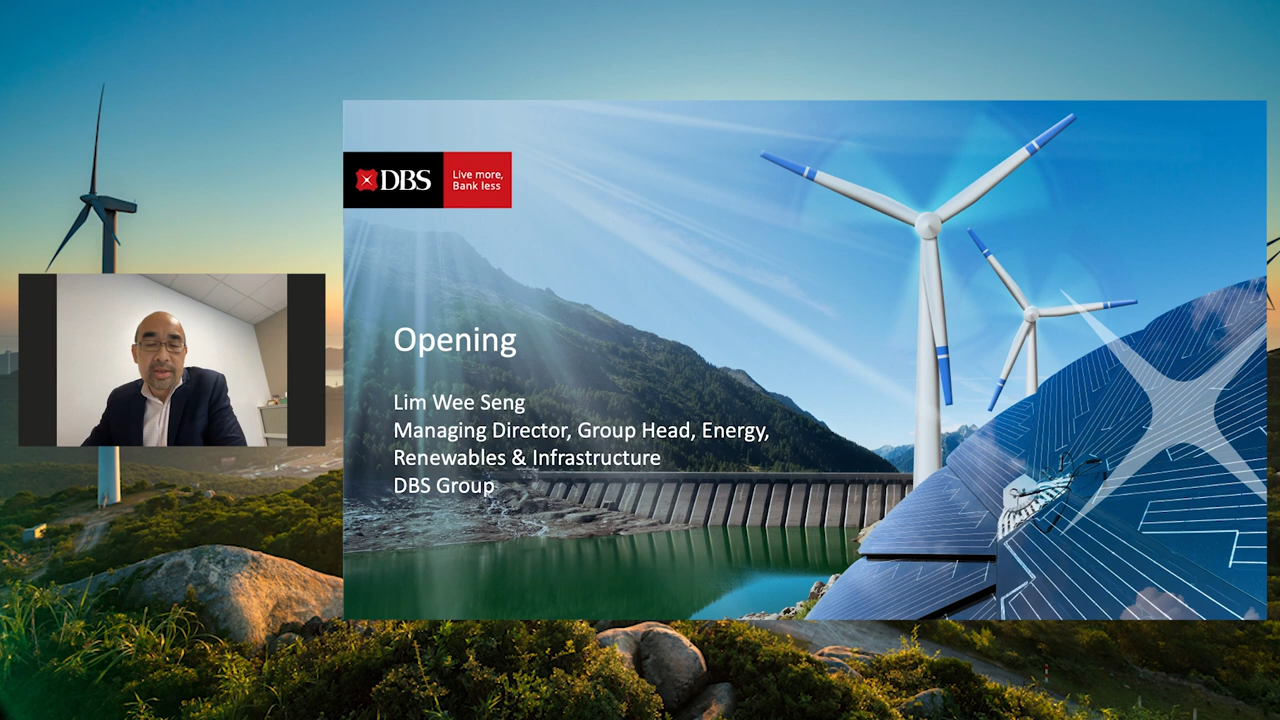 DBS
Live more,
Bank less
Opening
Lim Wee Seng
Managing Director, Group Head, Energy,
Renewables & Infrastructure
DBS Group